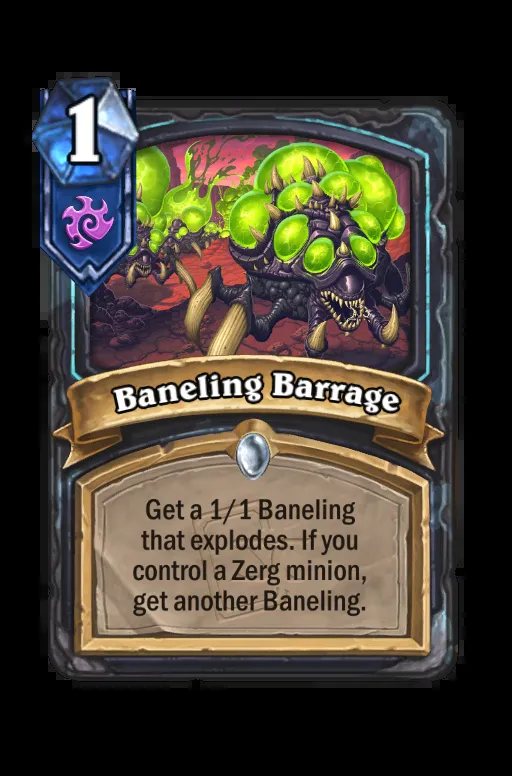 1
Baneling Barrage
Get a 1/1 Baneling
that explodes. If you
control a Zerg minion,
get another Baneling.